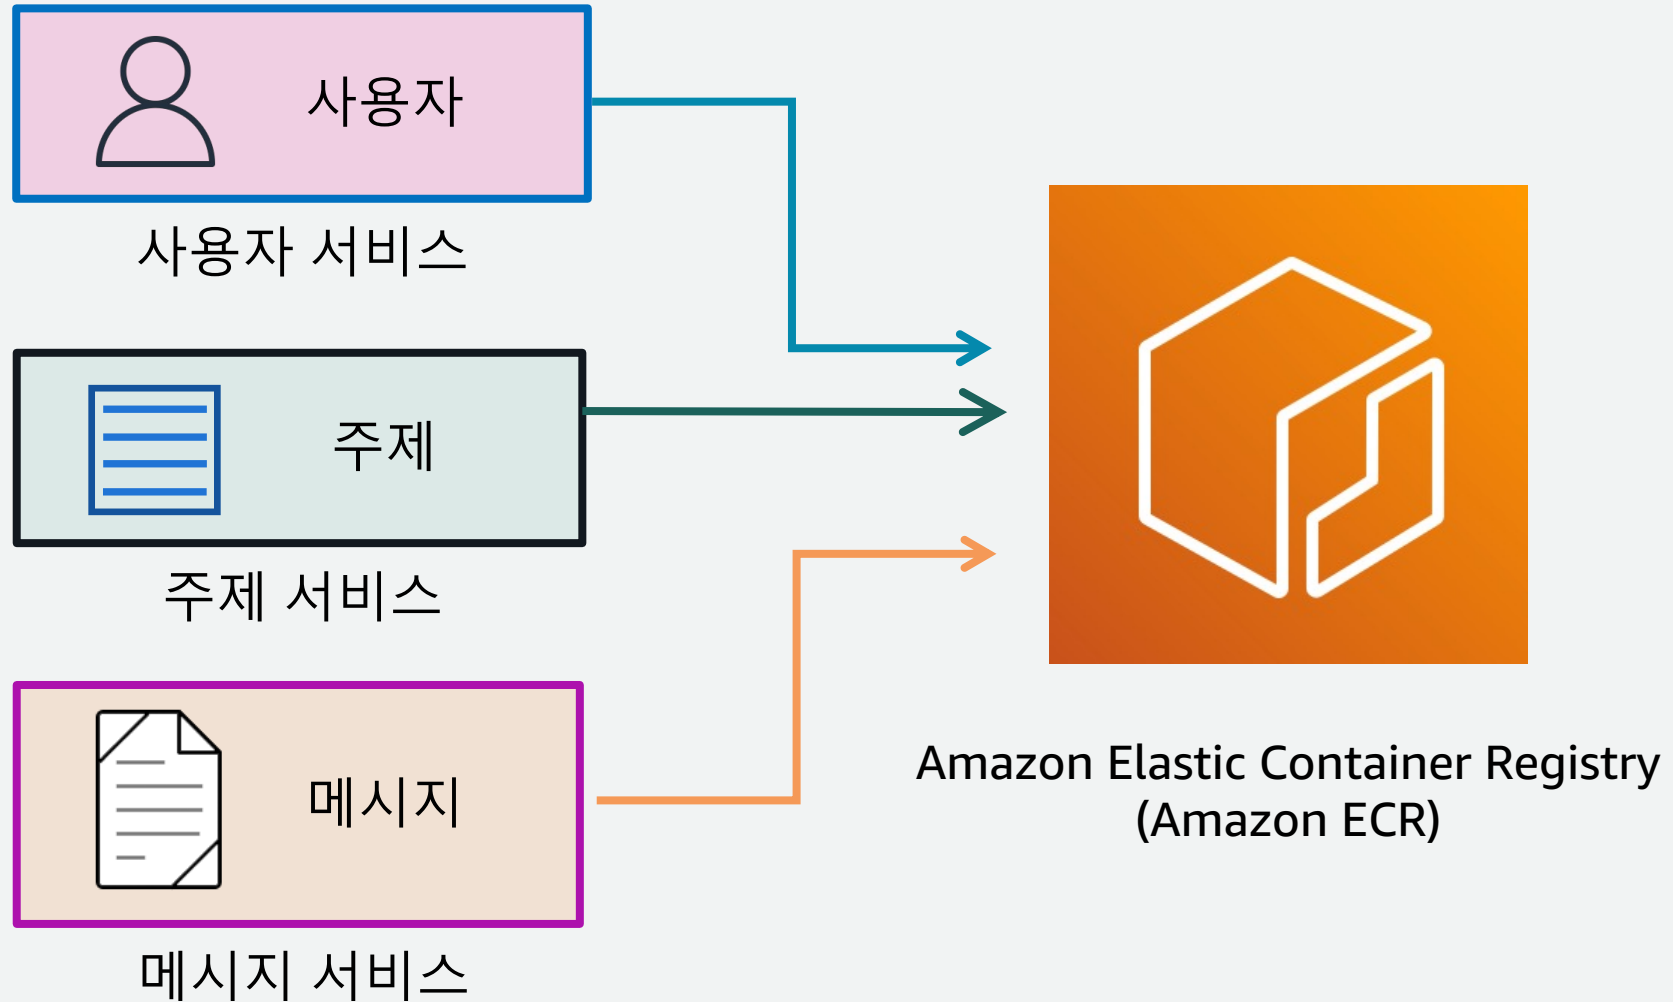 사용자
사용자 서비스
주제
주제 서비스
메시지
메시지 서비스
Amazon Elastic Container Registry
(Amazon ECR)